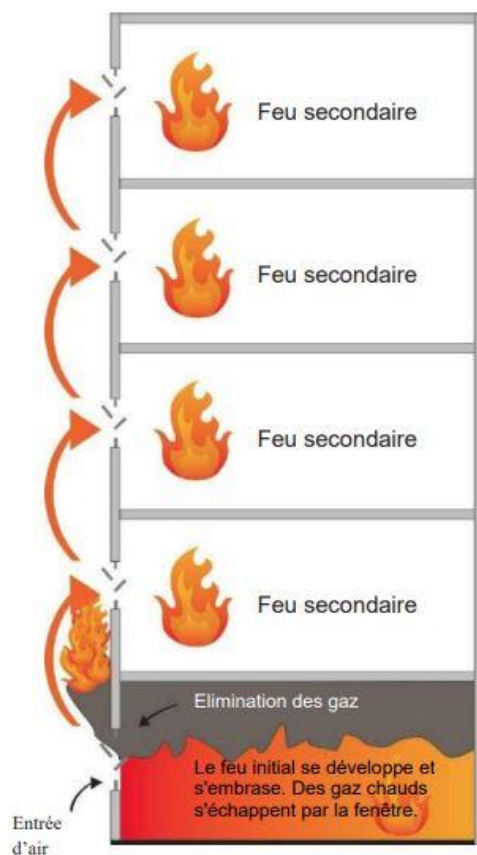 Feu secondaire
Feu secondaire
Feu secondaire
Feu secondaire
Elimination des gaz
Le feu initial se développe et
s'embrase. Des gaz chauds
s'échappent par la fenêtre.
Entrée
d'air